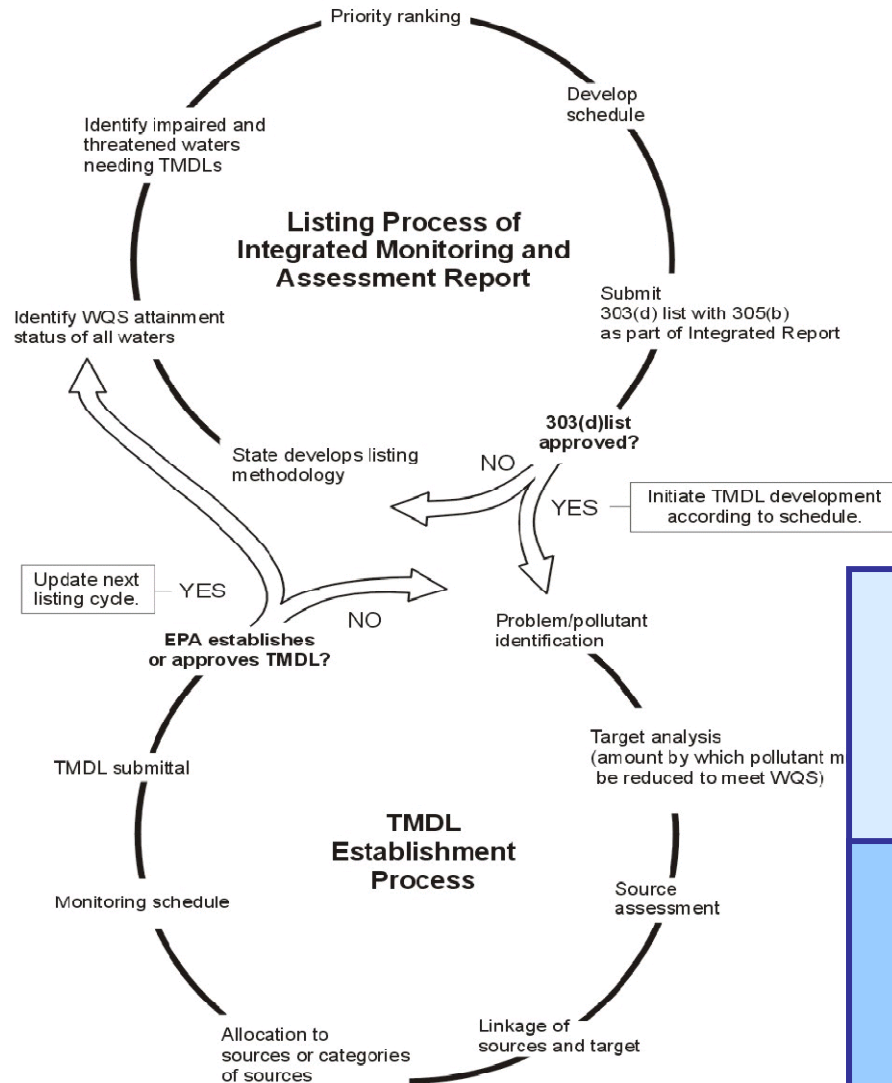 Priority ranking
Develop
schedule
Identify impaired and
threatened waters
needing TMDLs
Listing Process of
Integrated Monitoring and
Assessment Report
Submit
303(d) list with 305(b)
as part of Integrated Report
Identify WQS attainment
status of all waters
303(d)list
approved?
State develops listing
methodology
NO
YES
Initiate TMDL development
according to schedule.
Update next
listing cycle.
YES
NO
EPA establishes
or approves TMDL?
Problem/pollutant
identification
Target analysis
(amount by which pollutant m
be reduced to meet WQS)
TMDL submittal
TMDL
Establishment
Process
Source
assessment
Monitoring schedule
Linkage of
sources and target
Allocation to
sources or categories
of sources